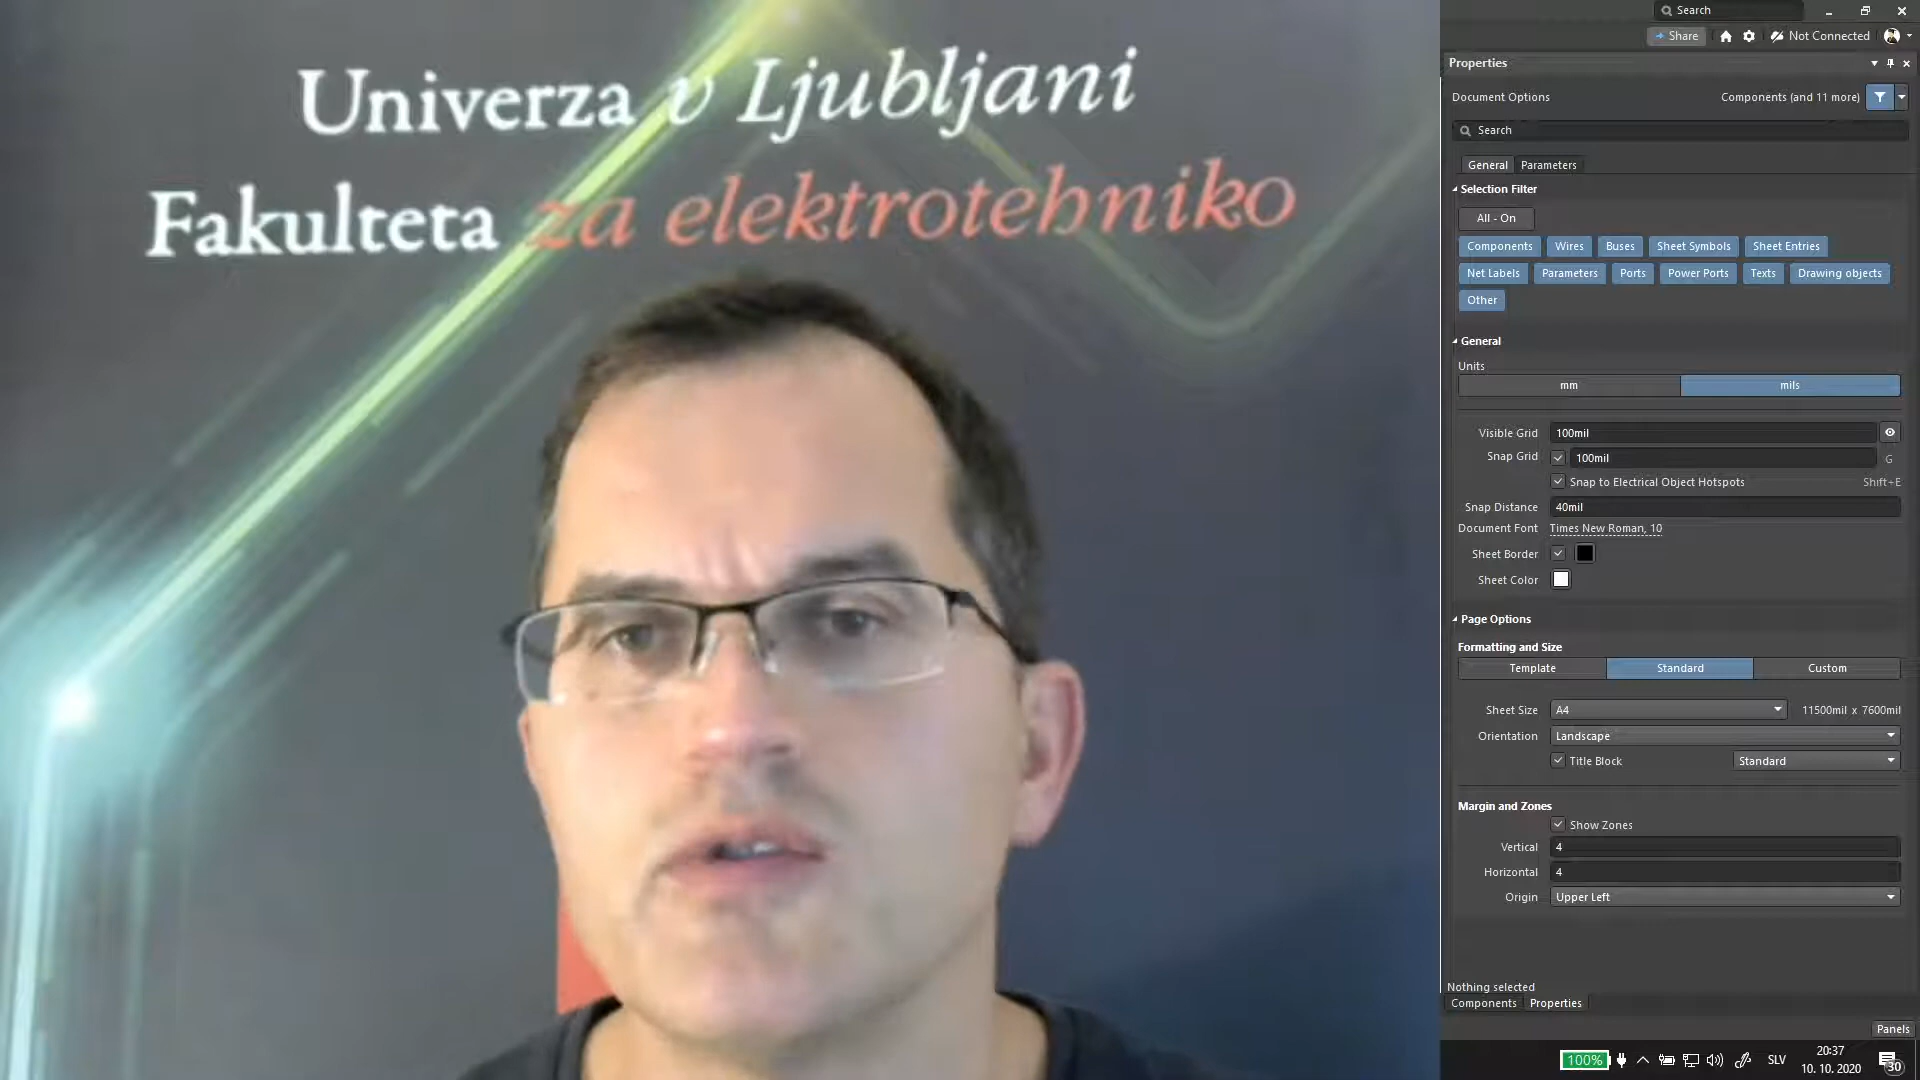 Univerza v Ljubljani
Fakulteta za elektrotehniko
Search
Share
Not Connected
Properties
Document Options
Components (and 11 more)
Search
General
Parameters
Selection Filter
All - On
Components
Wires
Buses
Sheet Symbols
Sheet Entries
Net Labels
Parameters
Ports
Power Ports
Texts
Drawing objects
Other
General
Units
mm
mils
Visible Grid
100mil
Snap Grid
100mil
G
Snap to Electrical Object Hotspots
Shift+E
Snap Distance
40mil
Document Font
Times New Roman, 10
Sheet Border
Sheet Color
Page Options
Formatting and Size
Template
Standard
Custom
Sheet Size
A4
11500mil x 7600mil
Orientation
Landscape
Title Block
Standard
Margin and Zones
Show Zones
Vertical
4
Horizontal
4
Origin
Upper Left
Nothing selected
Components
Properties
Panels
100%
SLV
20:37
10. 10. 2020
30